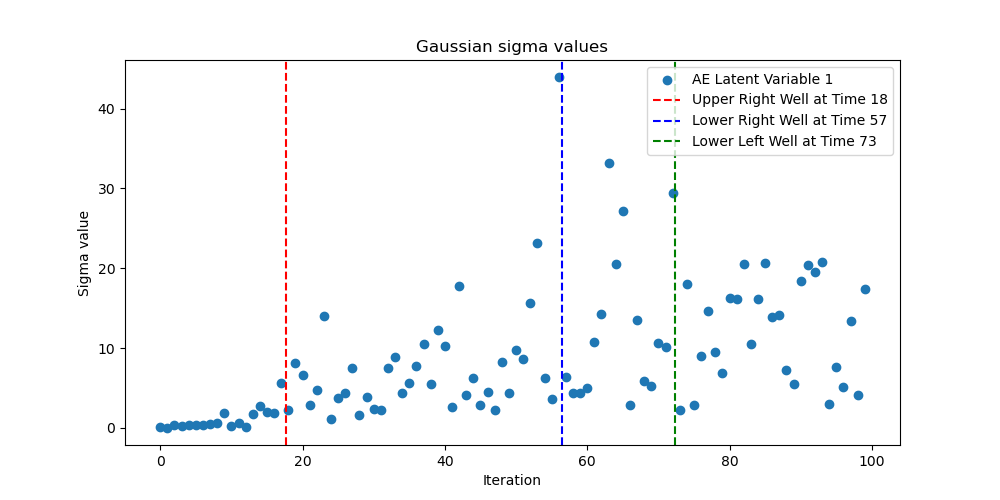 Gaussian sigma values
AE Latent Variable 1
Upper Right Well at Time 18
Lower Right Well at Time 57
Lower Left Well at Time 73
Sigma value
40
30
20
10
0
0 20 40 60 80 100
Iteration